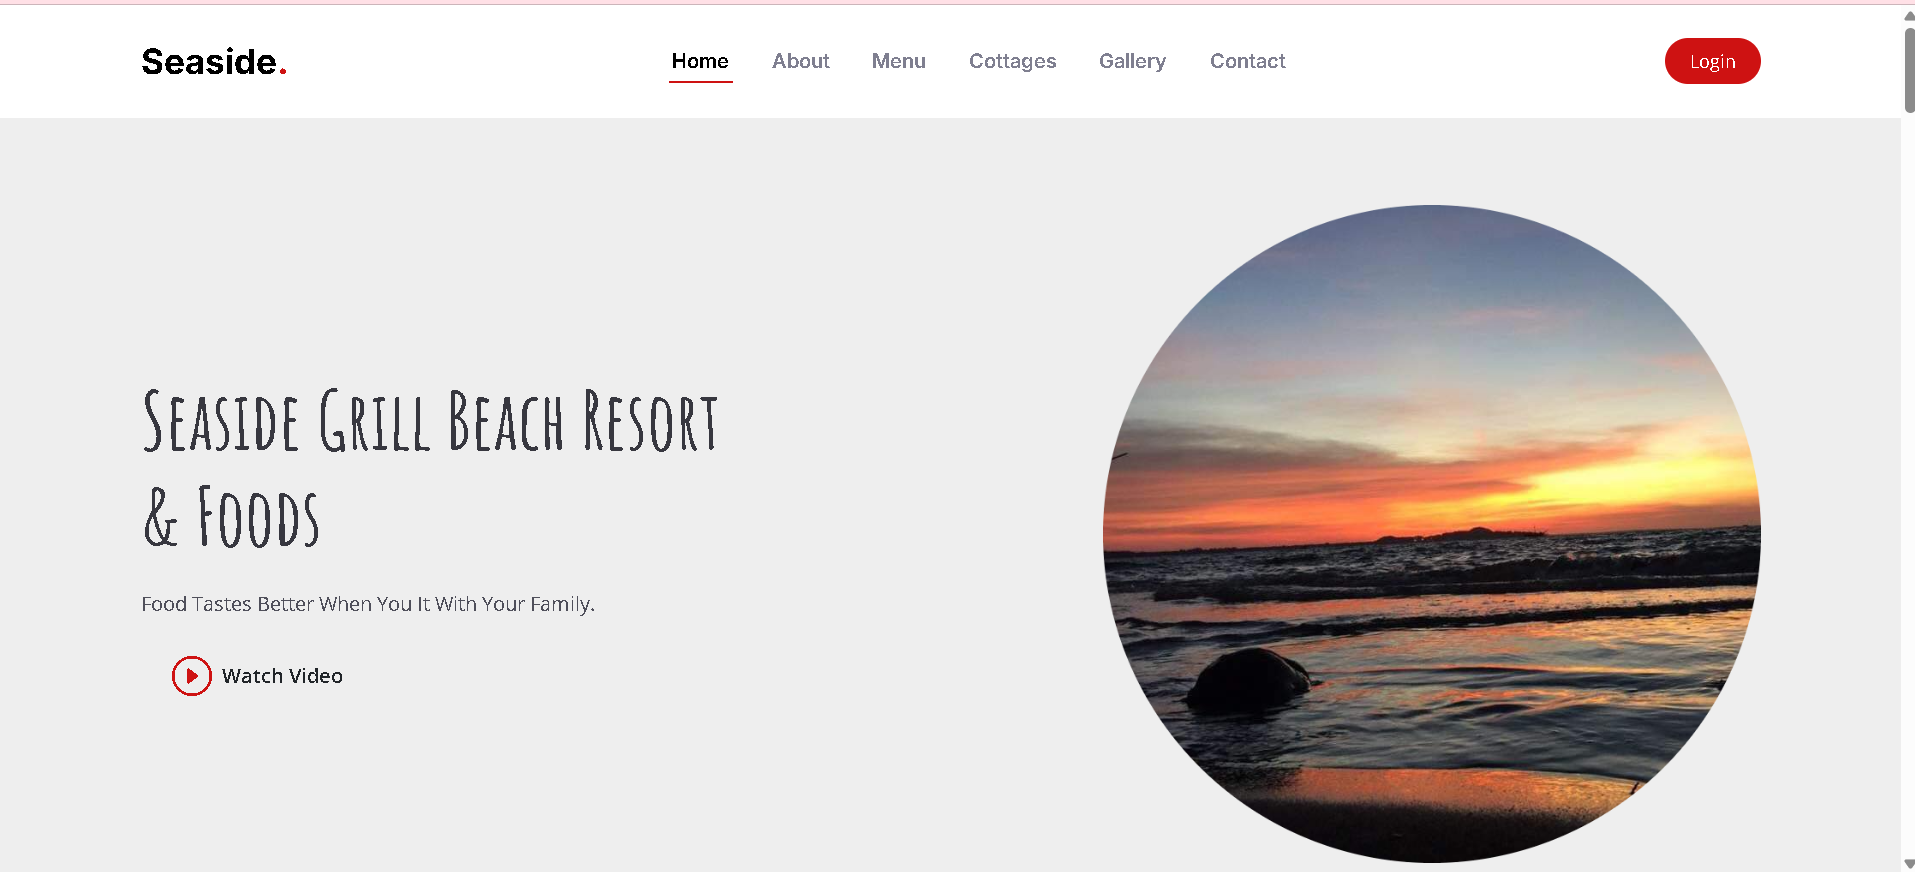 Seaside.
Home About Menu Cottages Gallery Contact
Login
Seaside Grill Beach Resort
& Foods
Food Tastes Better When You It With Your Family.
Watch Video